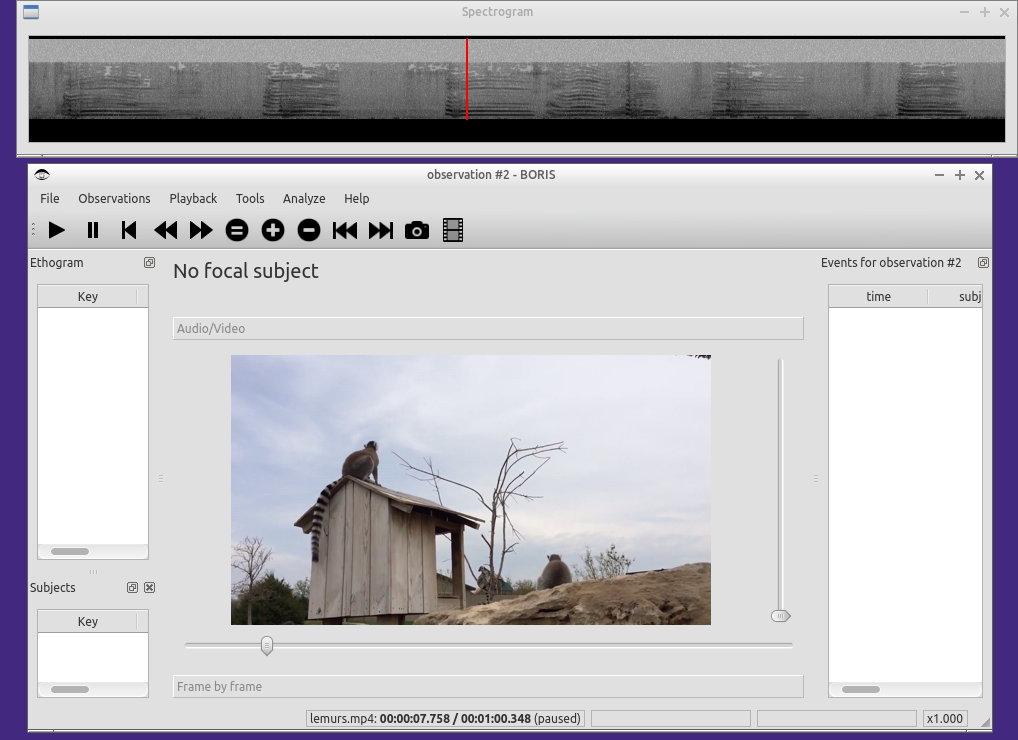 Spectrogram
observation #2 - BORIS
File Observations Playback Tools Analyze Help
Ethogram
No focal subject
Events for observation #2
Key
time subj
Audio/Video
Subjects
Key
Frame by frame
lemurs.mp4: 00:00:07.758 / 00:01:00.348 (paused)
x1.000